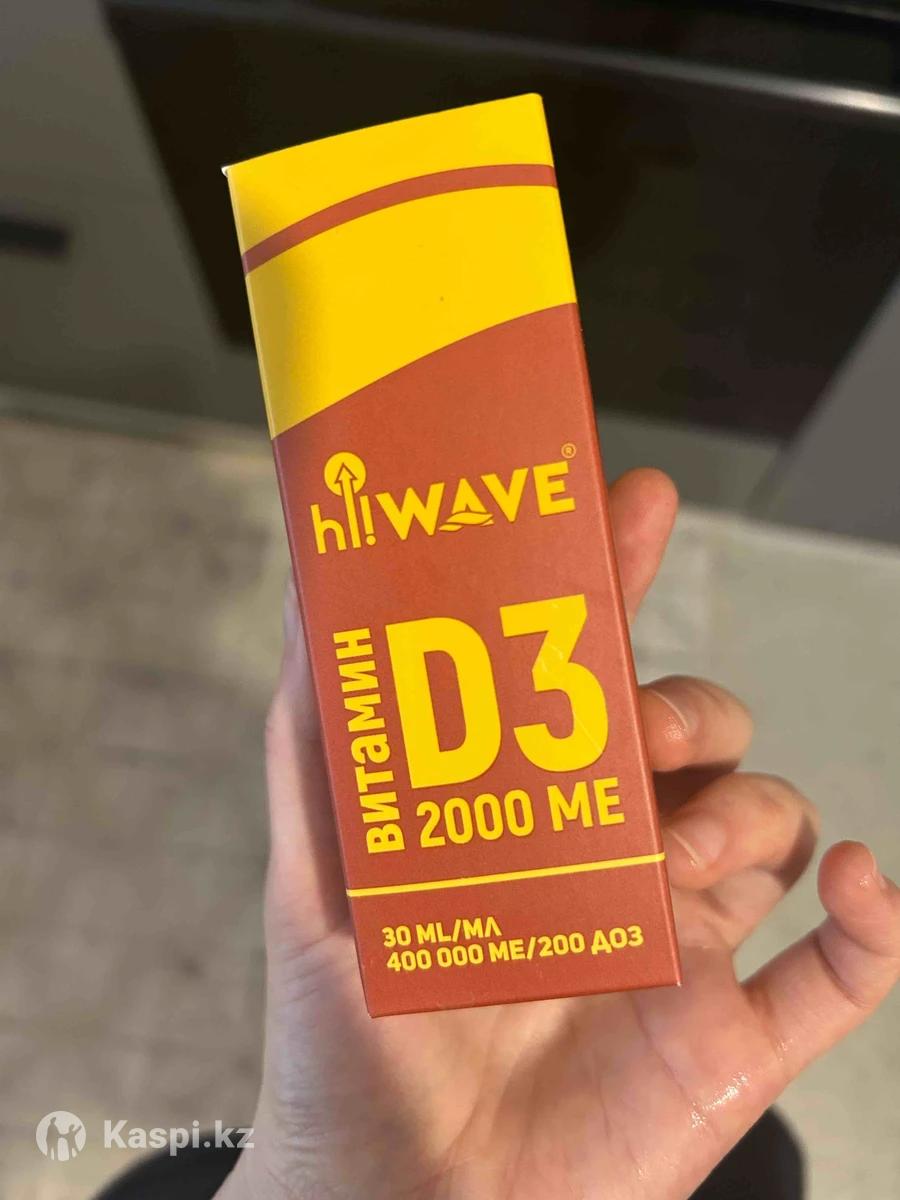 hi!WAVE®
ВИТАМИН
D3
2000 МЕ
30 ML/МЛ
400 000 МЕ/200 ДОЗ
Kaspi.kz